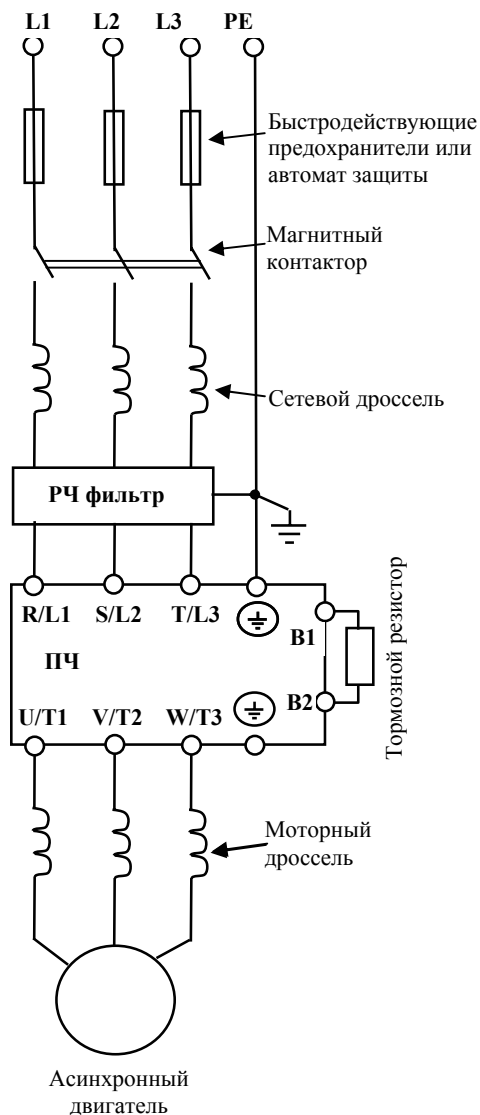 L1 L2 L3 PE
Быстродействующие
предохранители или
автомат защиты
Магнитный
контактор
Сетевой дроссель
РЧ фильтр
R/L1 S/L2 T/L3
B1
ПЧ
B2
U/T1 V/T2 W/T3
Тормозной резистор
Моторный
дроссель
Асинхронный
двигатель